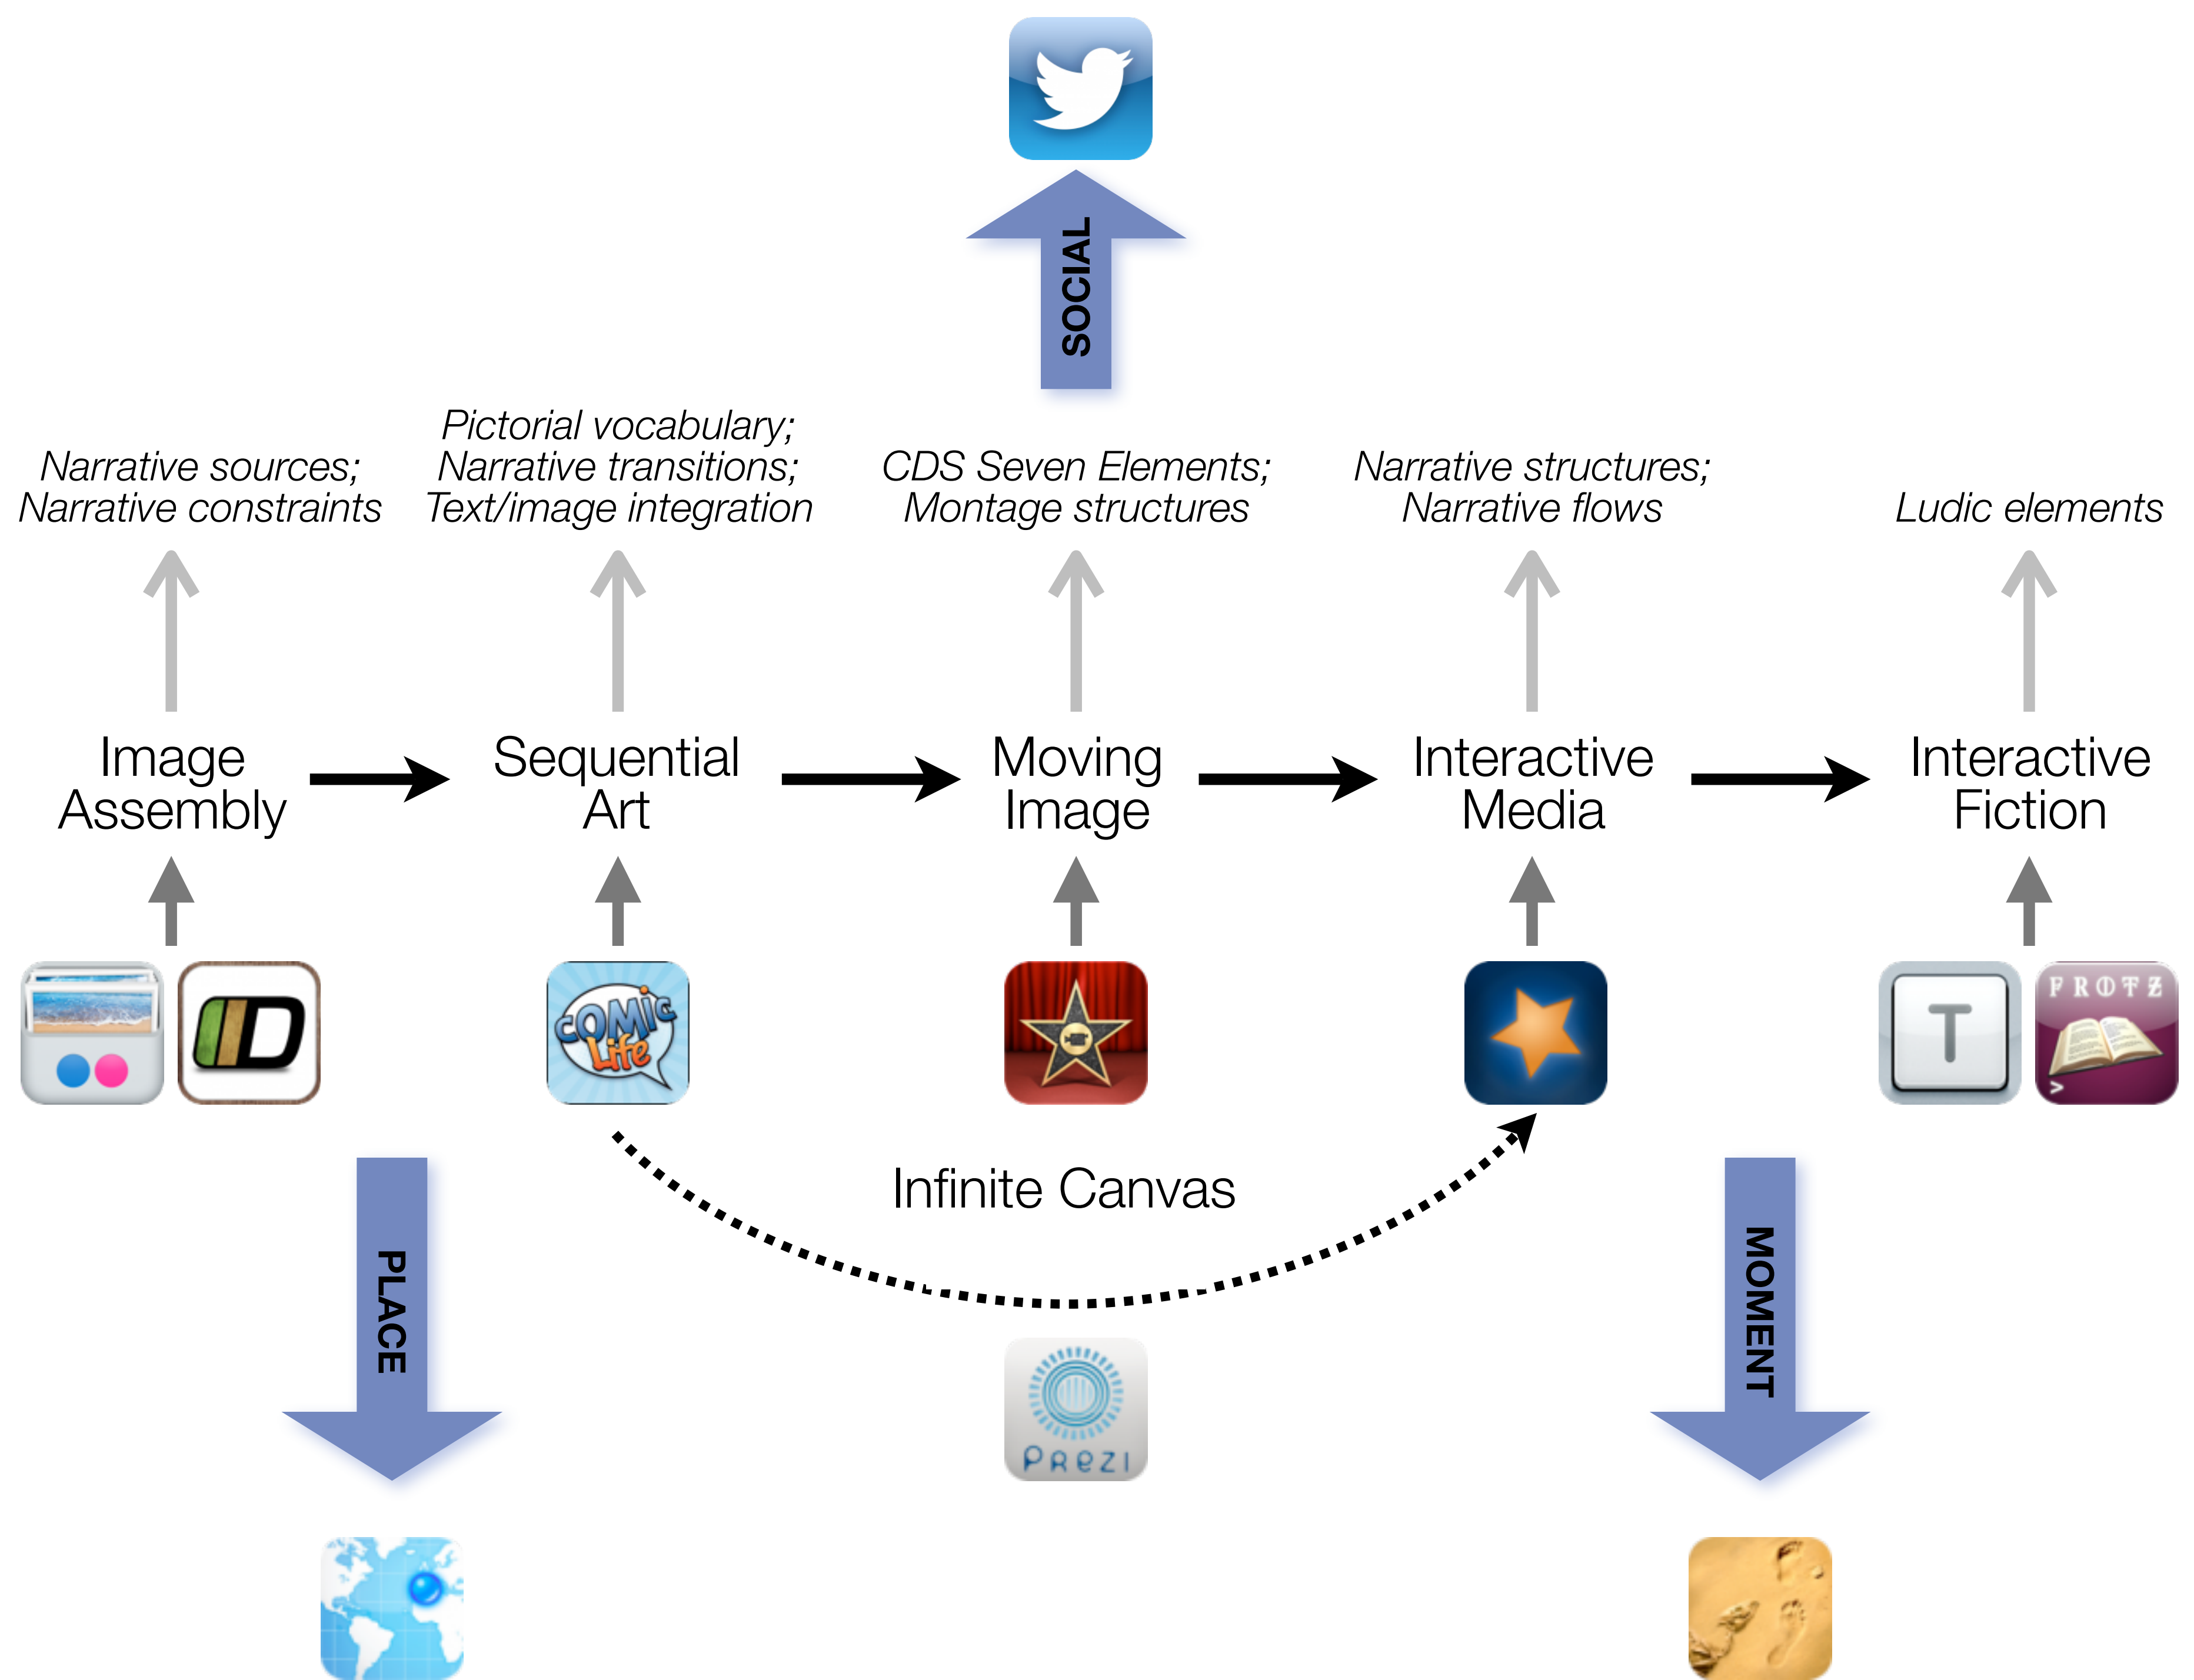 SOCIAL
Narrative sources;
Narrative constraints
Pictorial vocabulary;
Narrative transitions;
Text/image integration
CDS Seven Elements;
Montage structures
Narrative structures;
Narrative flows
Ludic elements
Image
Assembly
Sequential
Art
Moving
Image
Interactive
Media
Interactive
Fiction
D
COMIC
Life
T
FROTZ
>
Infinite Canvas
PLACE
MOMENT
PREZI